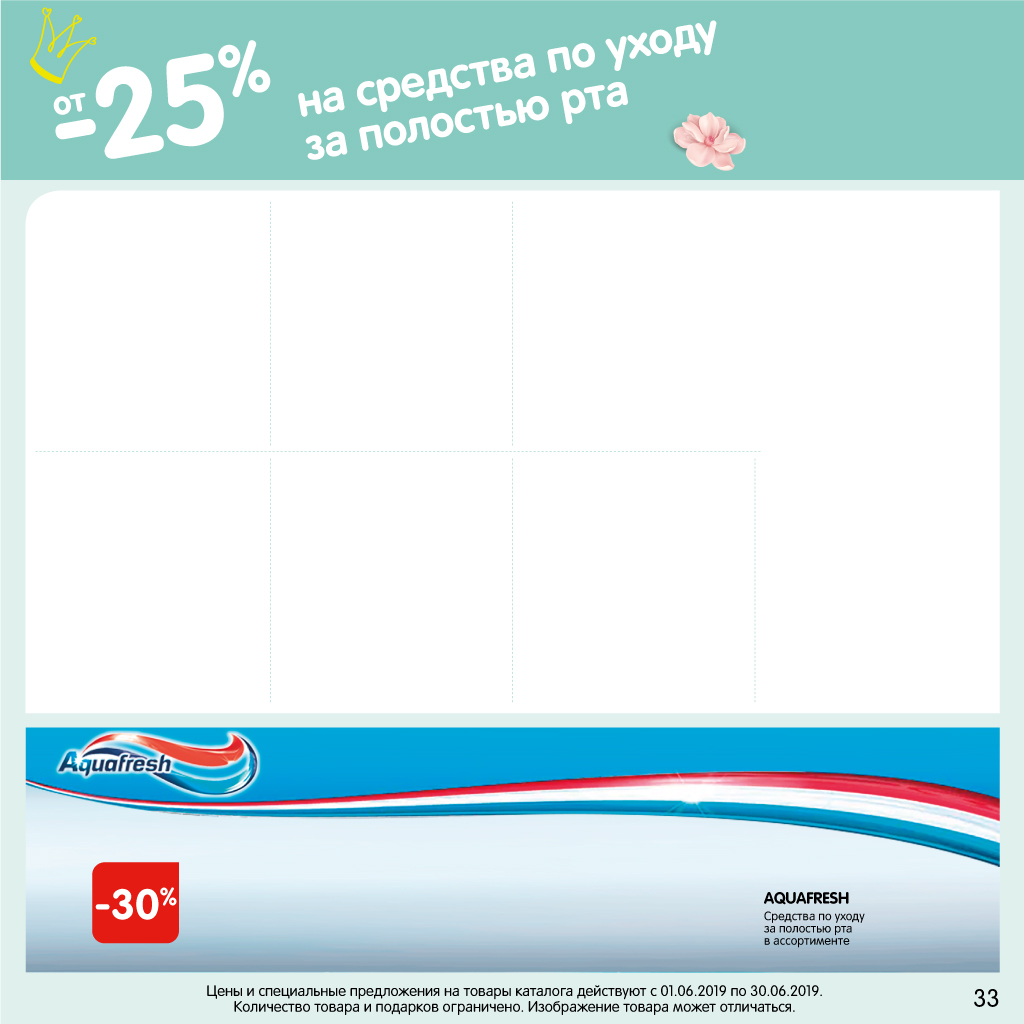 от
-25%
на средства по уходу
за полостью рта
Aquafresh
-30%
AQUAFRESH
Средства по уходу
за полостью рта
в ассортименте
Цены и специальные предложения на товары каталога действуют с 01.06.2019 по 30.06.2019.
Количество товара и подарков ограничено. Изображение товара может отличаться.
33